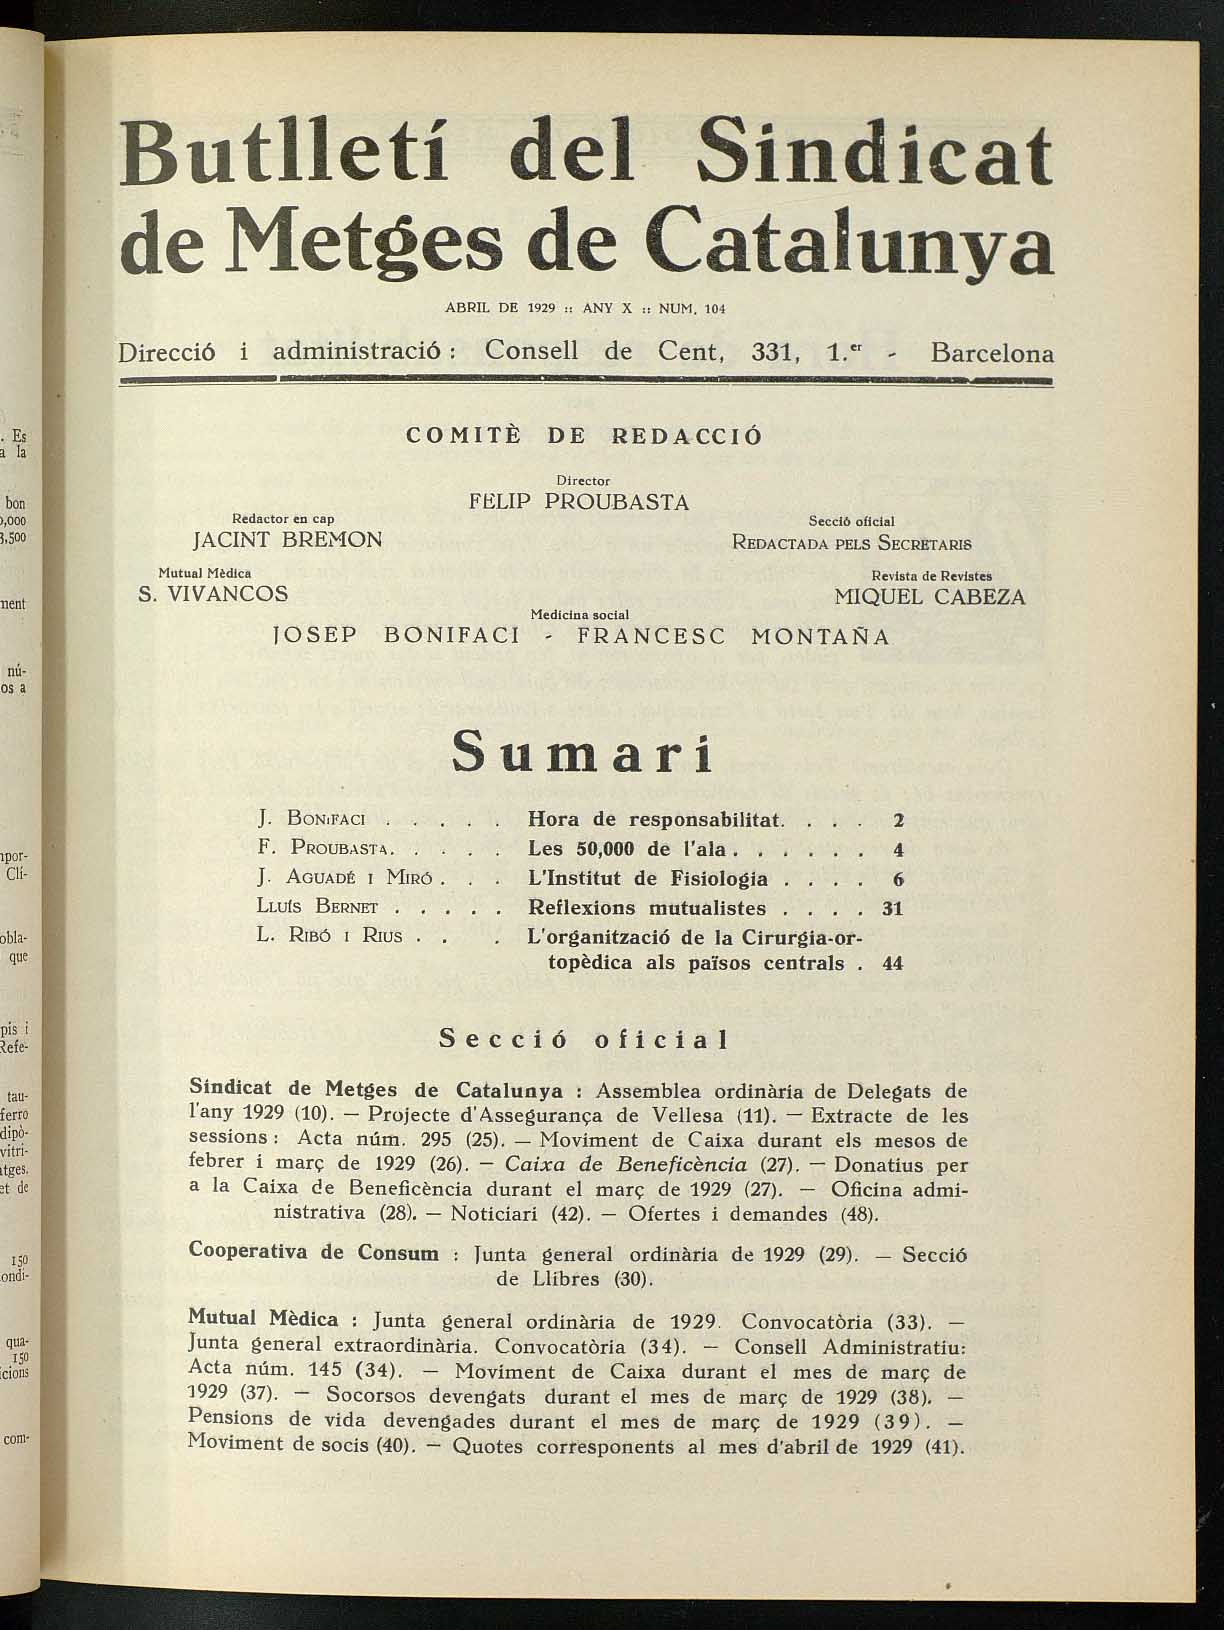 Butlletí del Sindicat
de Metges de Catalunya
ABRIL DE 1929 :: ANY X :: NUM. 104
Direcció i administració : Consell de Cent, 331, 1.er - Barcelona
COMITÈ DE REDACCIÓ
Director
FELIP PROUBASTA
Redactor en cap
JACINT BREMON
Secció oficial
REDACTADA PELS SECRETARIS
Mutual Mèdica
S. VIVANCOS
Revista de Revistes
MIQUEL CABEZA
Medicina social
JOSEP BONIFACI - FRANCESC MONTAÑA
Sumari
J. BONIFACI . . . . . Hora de responsabilitat. . . . 2
F. PROUBASTA. . . . . Les 50,000 de l'ala . . . . . . 4
J. AGUADÉ I MIRÓ . . . L'Institut de Fisiologia . . . . 6
LLUÍS BERNET . . . . . Reflexions mutualistes . . . . 31
L. RIBÓ I RIUS . . . L'organització de la Cirurgia-or-
topèdica als països centrals . 44
Secció oficial
Sindicat de Metges de Catalunya : Assemblea ordinària de Delegats de
l'any 1929 (10). — Projecte d'Assegurança de Vellesa (11). — Extracte de les
sessions : Acta núm. 295 (25). — Moviment de Caixa durant els mesos de
febrer i març de 1929 (26). — Caixa de Beneficència (27). — Donatius per
a la Caixa de Beneficència durant el març de 1929 (27). — Oficina admi-
nistrativa (28). — Noticiari (42). — Ofertes i demandes (48).
Cooperativa de Consum : Junta general ordinària de 1929 (29). — Secció
de Llibres (30).
Mutual Mèdica : Junta general ordinària de 1929. Convocatòria (33). —
Junta general extraordinària. Convocatòria (34). — Consell Administratiu:
Acta núm. 145 (34). — Moviment de Caixa durant el mes de març de
1929 (37). — Socorsos devengats durant el mes de març de 1929 (38). —
Pensions de vida devengades durant el mes de març de 1929 (39). —
Moviment de socis (40). — Quotes corresponents al mes d'abril de 1929 (41).